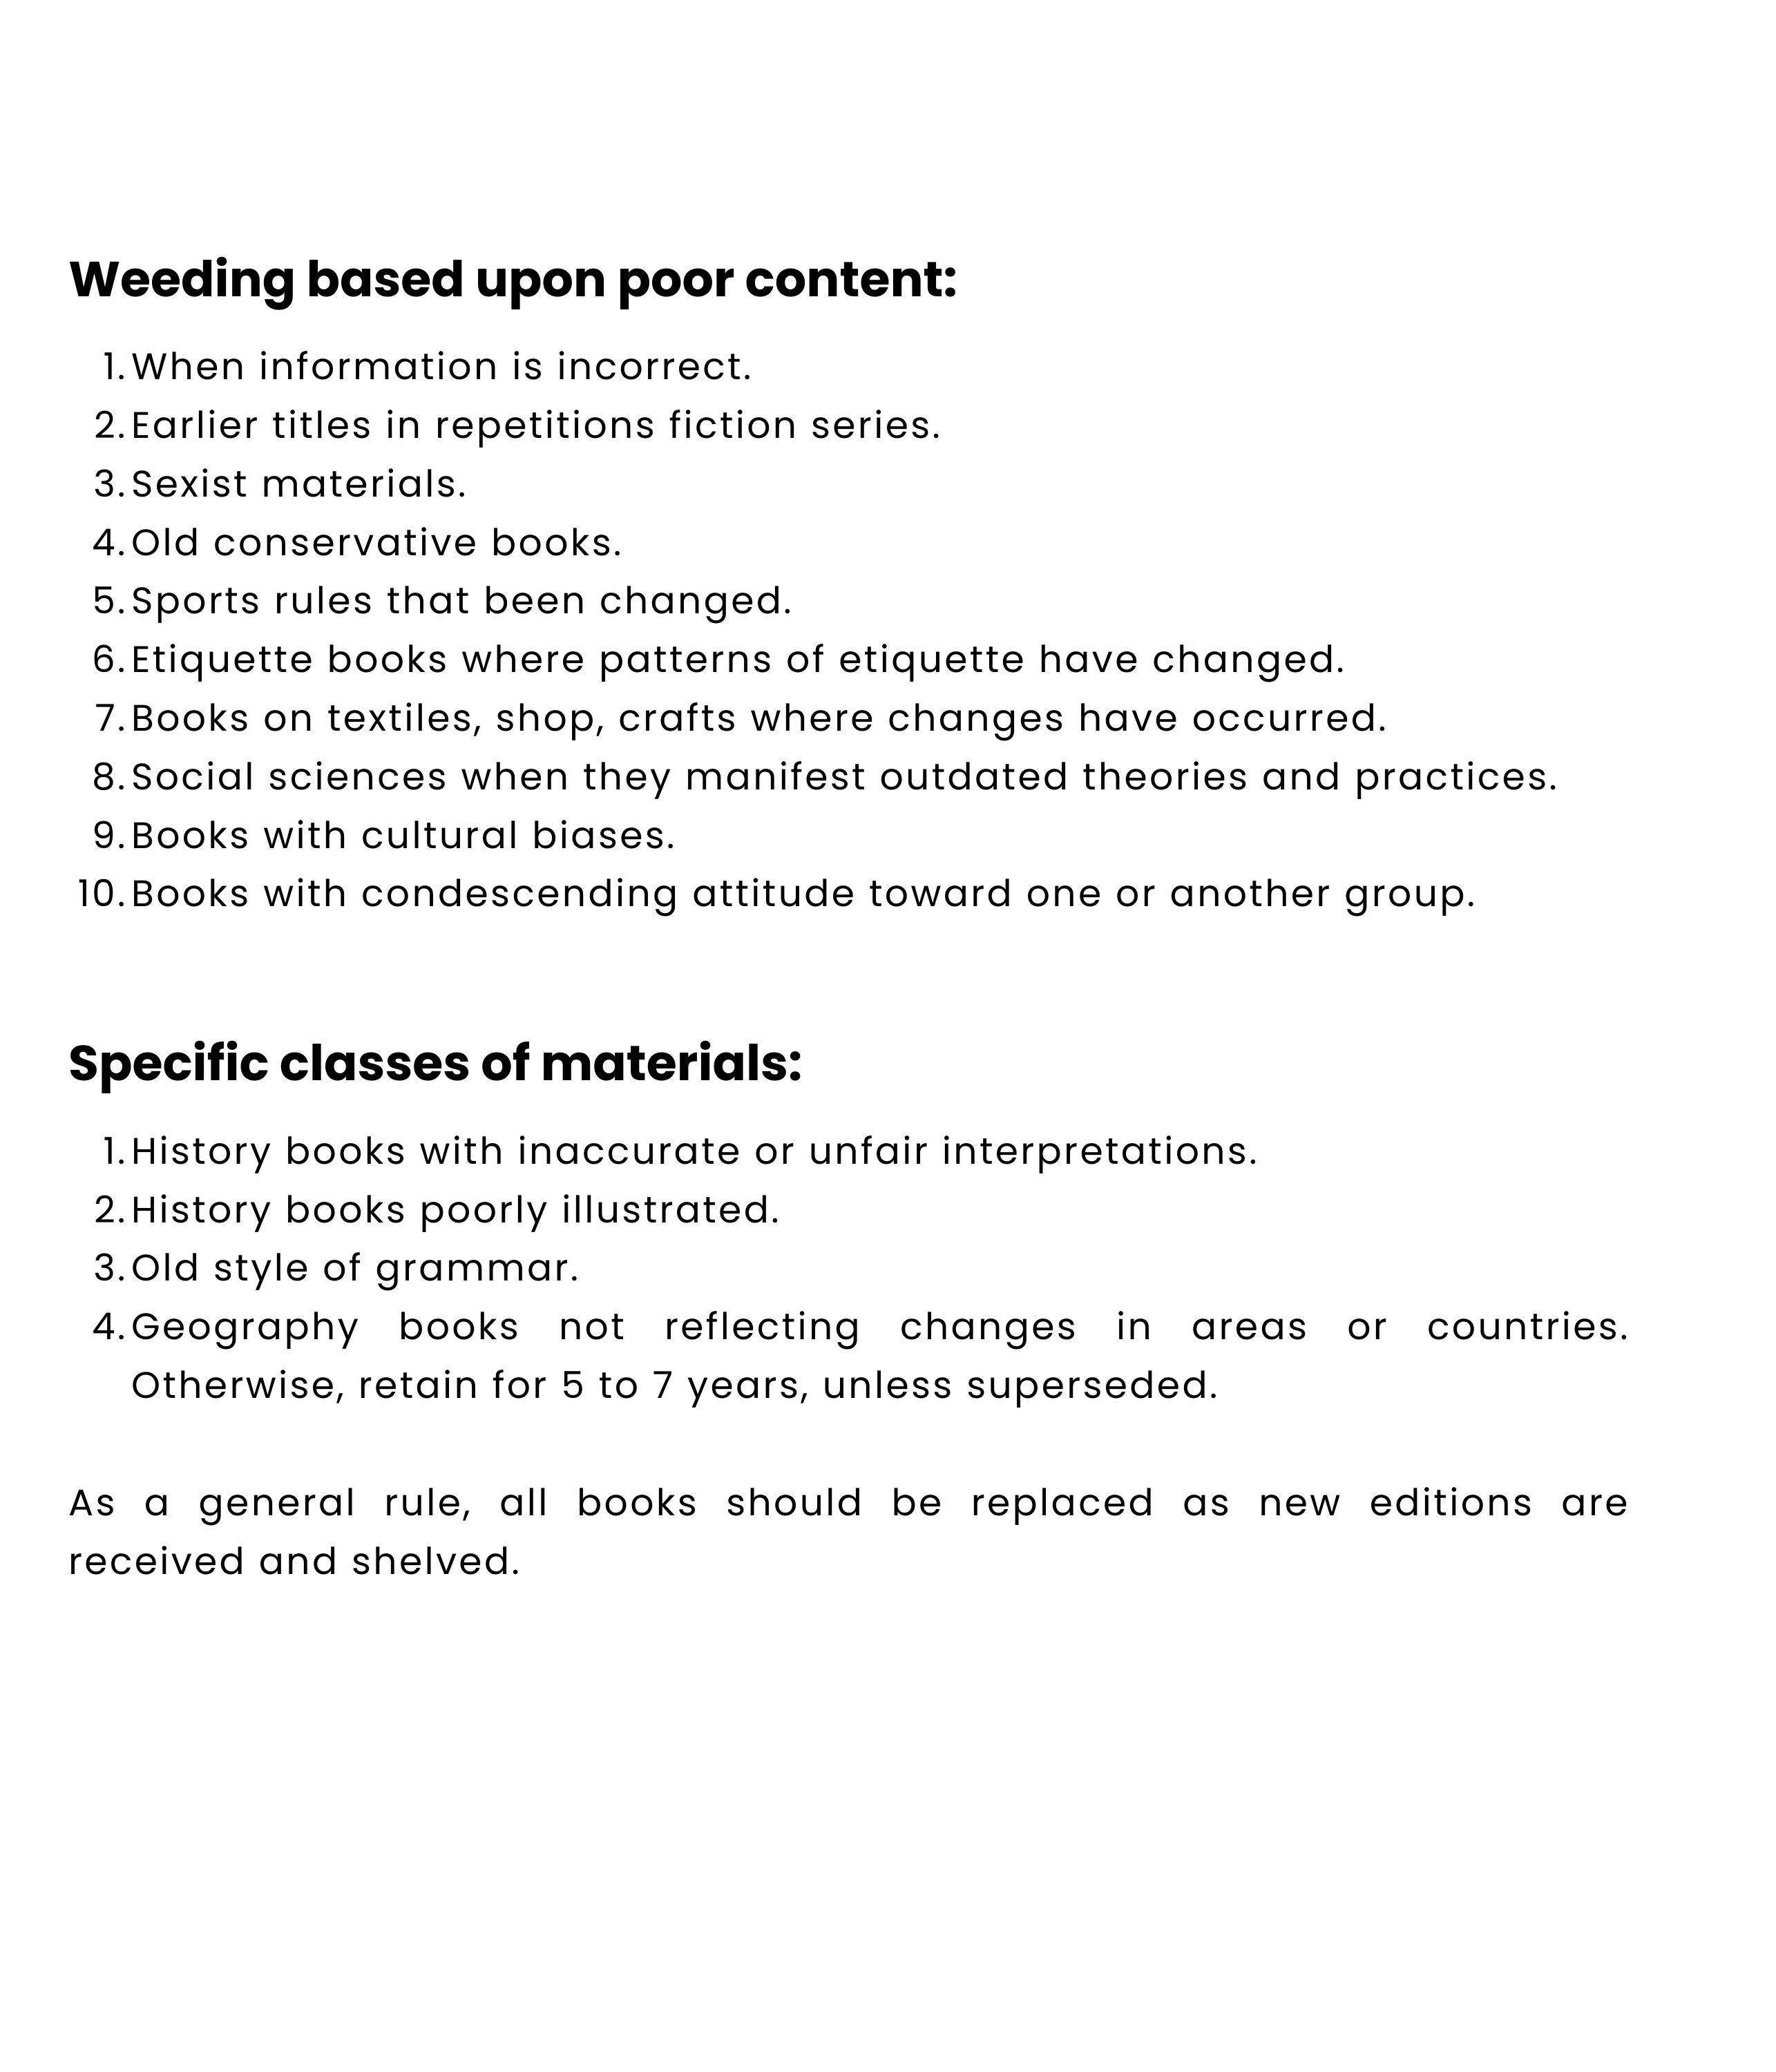 Weeding based upon poor content:
1. When information is incorrect.
2. Earlier titles in repetitions fiction series.
3. Sexist materials.
4. Old conservative books.
5. Sports rules that been changed.
6. Etiquette books where patterns of etiquette have changed.
7. Books on textiles, shop, crafts where changes have occurred.
8. Social sciences when they manifest outdated theories and practices.
9. Books with cultural biases.
10. Books with condescending attitude toward one or another group.
Specific classes of materials:
1. History books with inaccurate or unfair interpretations.
2. History books poorly illustrated.
3. Old style of grammar.
4. Geography books not reflecting changes in areas or countries.
Otherwise, retain for 5 to 7 years, unless superseded.
As a general rule, all books should be replaced as new editions are
received and shelved.